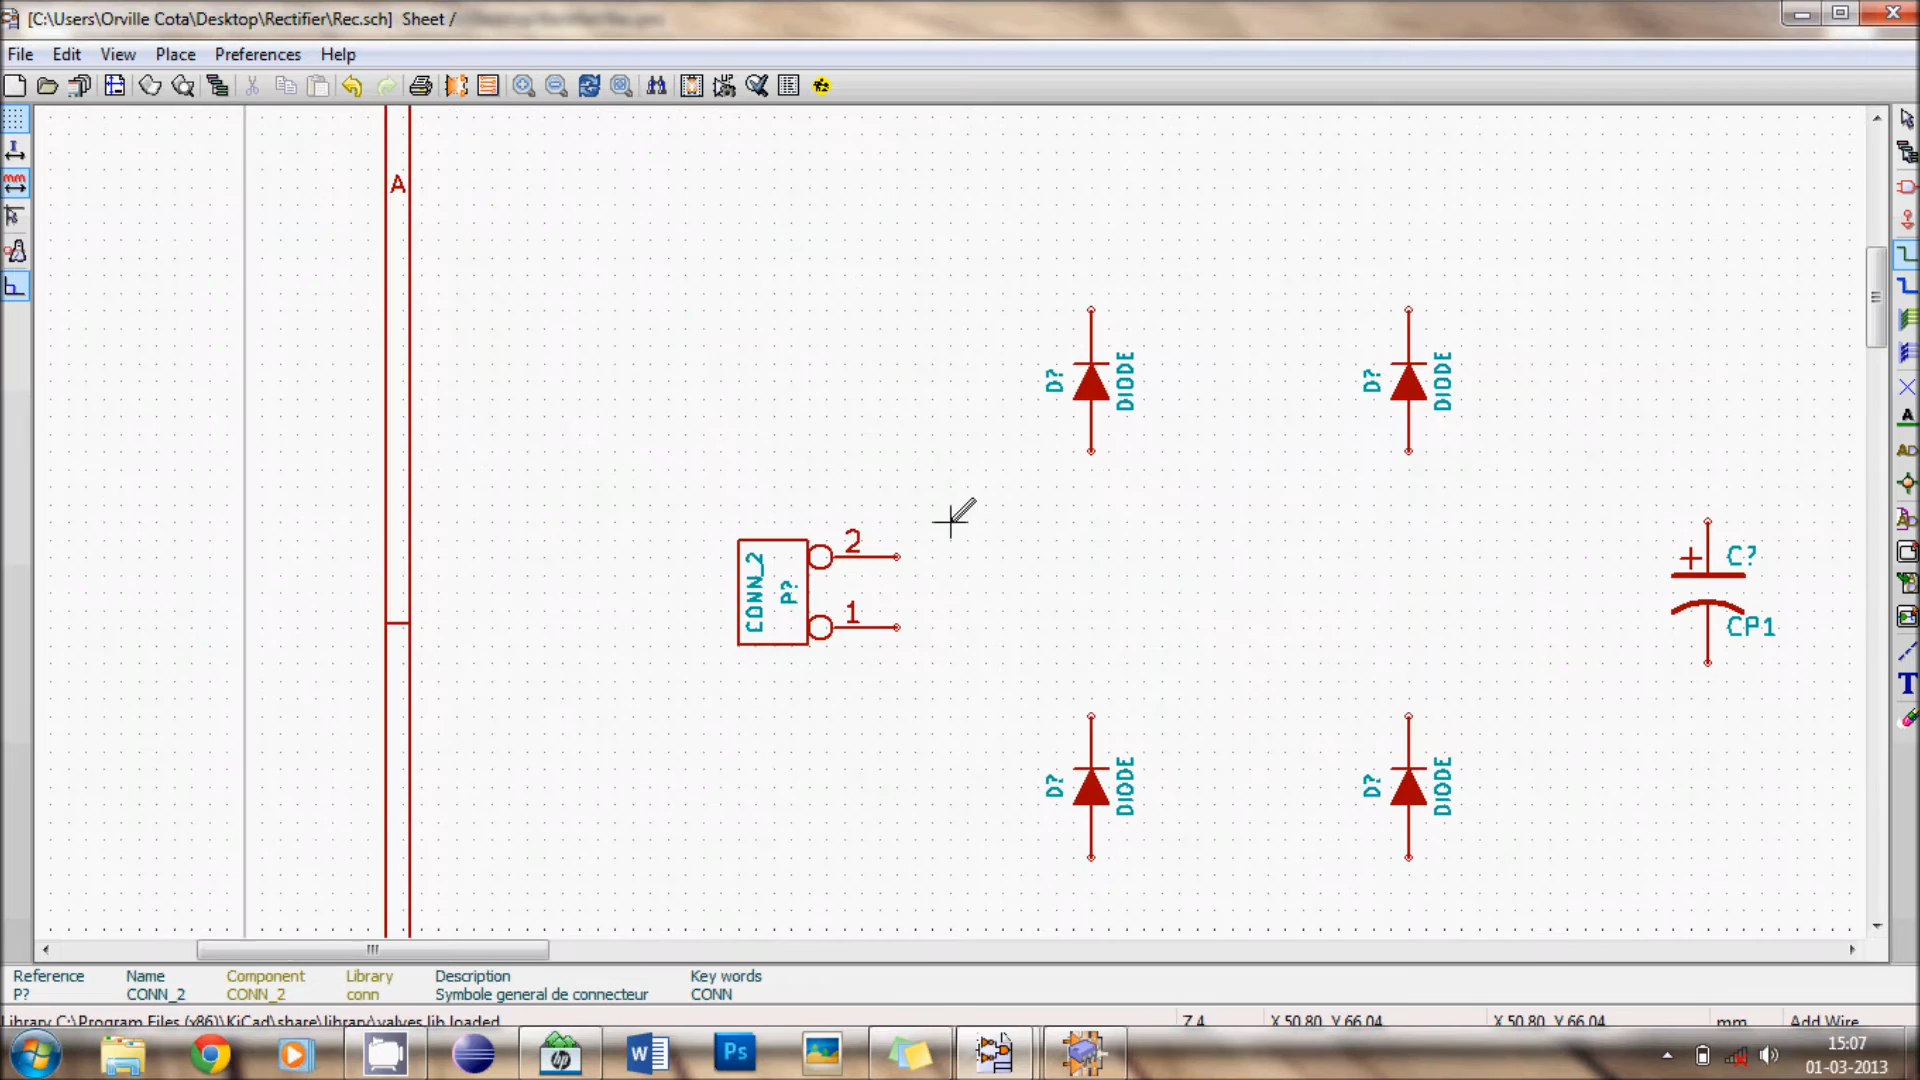 [C:\Users\Orville Cota\Desktop\Rectifier\Rec.sch] Sheet /
File Edit View Place Preferences Help
A
D? DIODE D? DIODE
CONN_2 P? 2 1
C?
CP1
D? DIODE D? DIODE
Reference Name Component Library Description Key words
P? CONN_2 CONN_2 conn Symbole general de connecteur CONN
Library C:\Program Files (x86)\KiCad\share\library\valves.lib loaded Z 4 X 50.80 Y 66.04 X 50.80 Y 66.04 mm Add Wire
15:07
01-03-2013